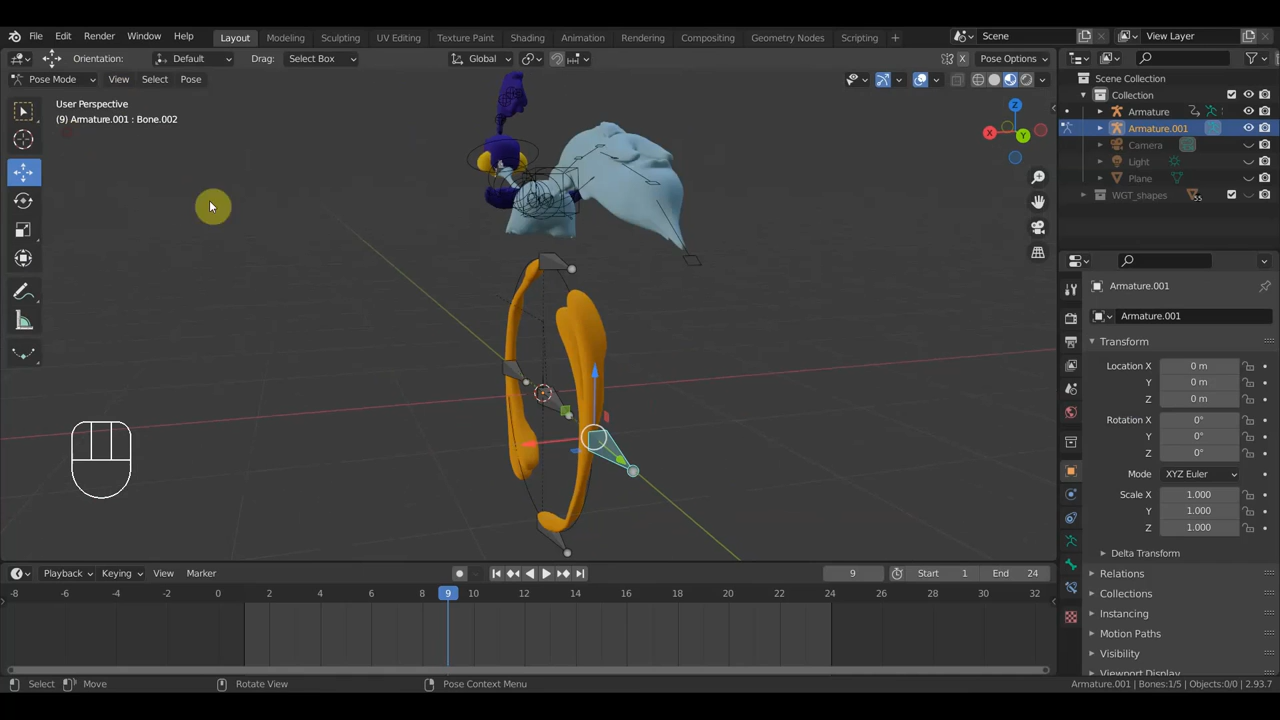 File Edit Render Window Help Layout Modeling Sculpting UV Editing Texture Paint Shading Animation Rendering Compositing Geometry Nodes Scripting + Scene View Layer
Orientation: Default Drag: Select Box Global Pose Options
Pose Mode View Select Pose
Scene Collection
Collection
Armature
Armature.001
Camera
Light
Plane
WGT_shapes 55
User Perspective
(9) Armature.001 : Bone.002
X
Y
Z
Armature.001
Armature.001
Transform
Location X 0 m
Y 0 m
Z 0 m
Rotation X 0°
Y 0°
Z 0°
Mode XYZ Euler
Scale X 1.000
Y 1.000
Z 1.000
Delta Transform
Relations
Collections
Instancing
Motion Paths
Visibility
Viewport Display
Playback Keying View Marker 9 Start 1 End 24
-8 -6 -4 -2 0 2 4 6 8 9 10 12 14 16 18 20 22 24 26 28 30 32
Select Move Rotate View Pose Context Menu Armature.001 | Bones:1/5 | Objects:0/0 | 2.93.7